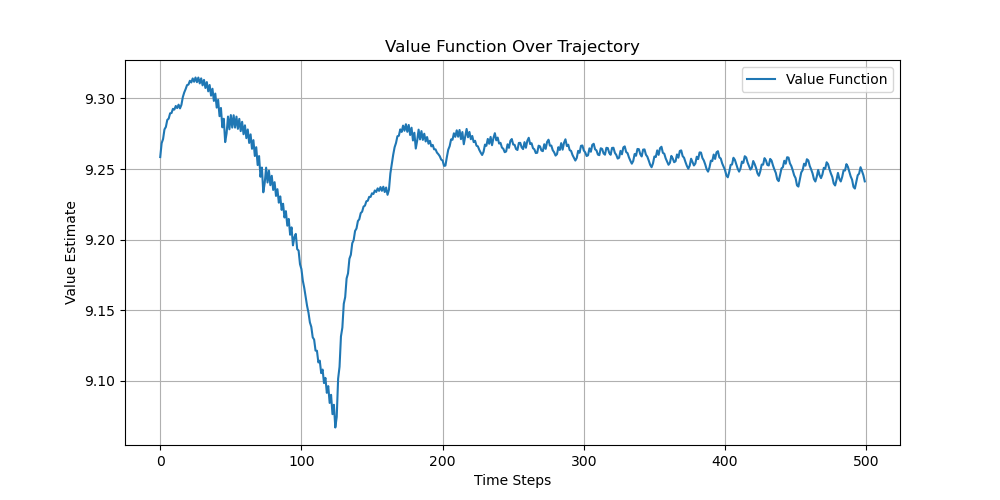 Value Function Over Trajectory
Value Function
9.30
9.25
9.20
9.15
9.10
Value Estimate
0 100 200 300 400 500
Time Steps